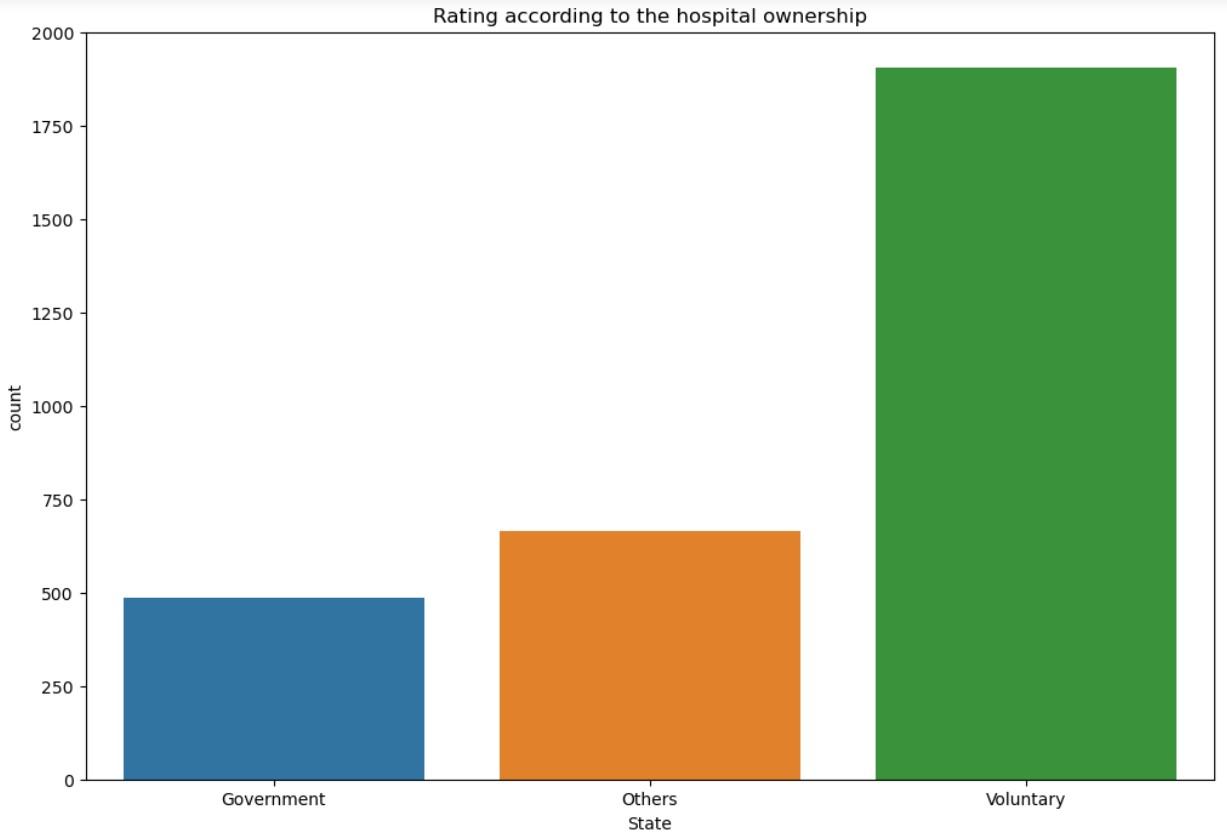 Rating according to the hospital ownership
2000
1750
1500
1250
1000
750
500
250
0
count
Government Others Voluntary
State